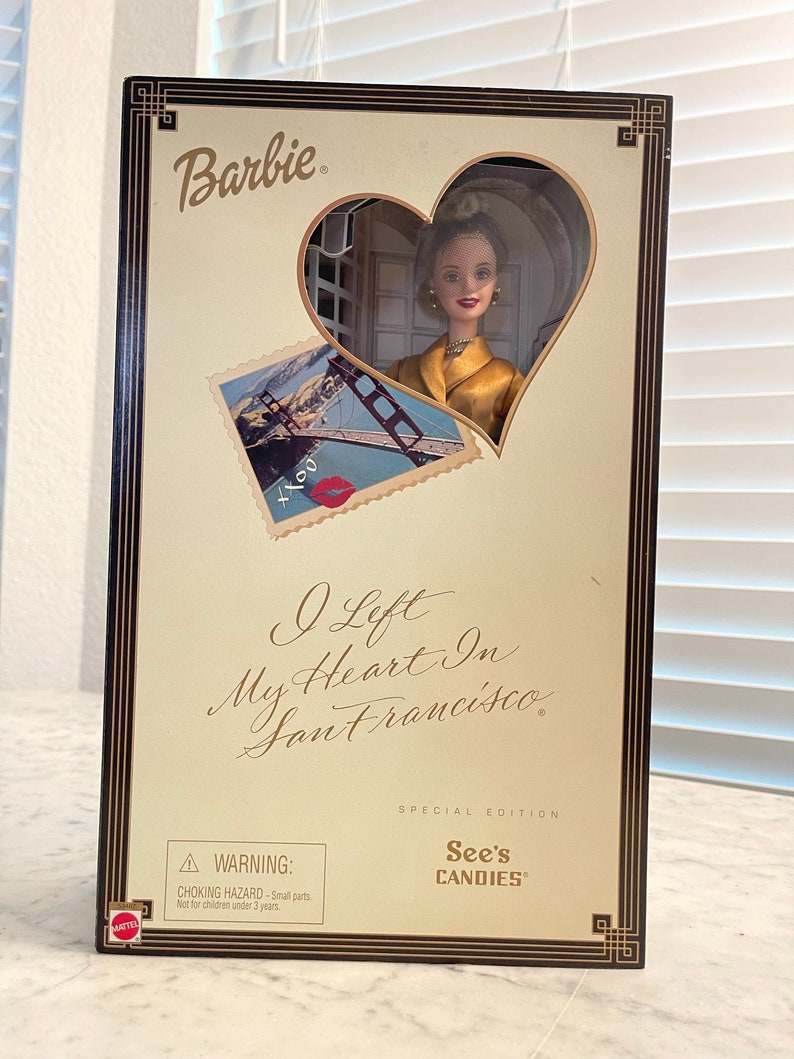 Barbie®
xxoo
I Left
My Heart In
San Francisco®
SPECIAL EDITION
See's
CANDIES®
⚠ WARNING:
CHOKING HAZARD – Small parts.
Not for children under 3 years.
53467
MATTEL